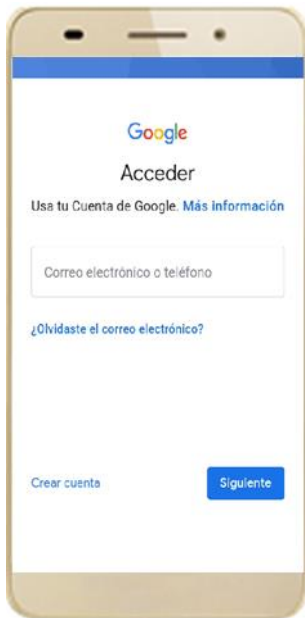 Google
Acceder
Usa tu Cuenta de Google. Más información
Correo electrónico o teléfono
¿Olvidaste el correo electrónico?
Crear cuenta
Siguiente